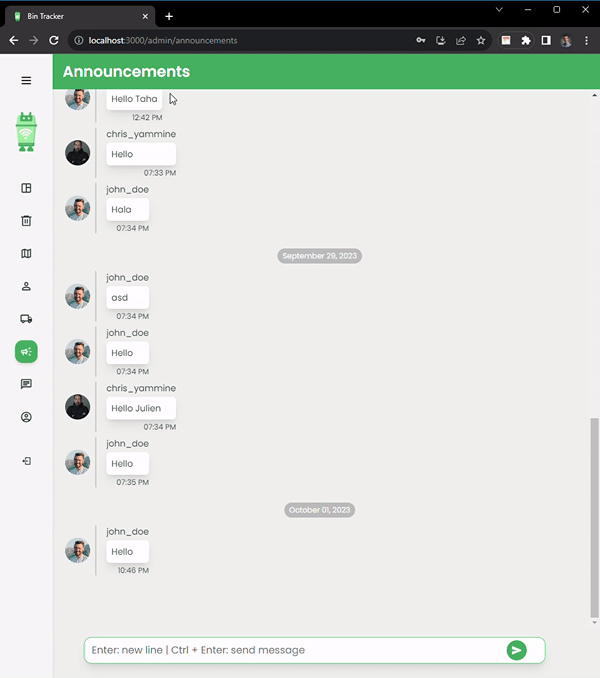 Bin Tracker
localhost:3000/admin/announcements
Announcements
Hello Taha
12:42 PM
chris_yammine
Hello
07:33 PM
john_doe
Hala
07:34 PM
September 29, 2023
john_doe
asd
07:34 PM
john_doe
Hello
07:34 PM
chris_yammine
Hello Julien
07:34 PM
john_doe
Hello
07:35 PM
October 01, 2023
john_doe
Hello
10:46 PM
Enter: new line | Ctrl + Enter: send message